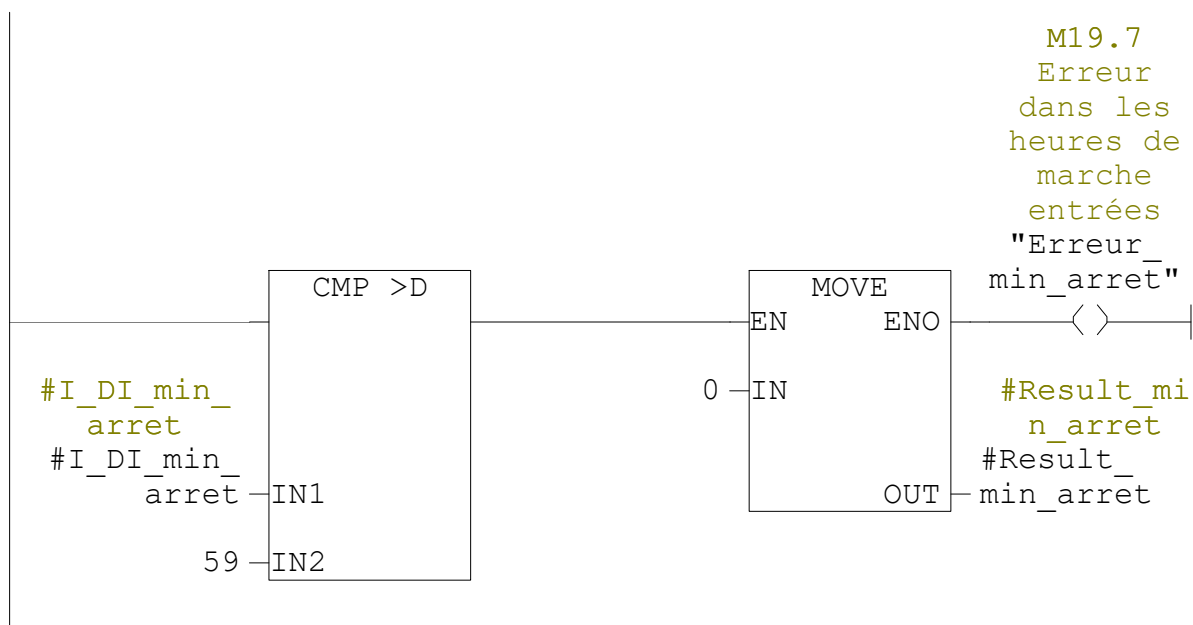 M19.7
Erreur
dans les
heures de
marche
entrées
"Erreur_
min_arret"
CMP >D
MOVE
EN
ENO
#I_DI_min_
arret
#I_DI_min_
arret
IN1
59
IN2
0
IN
#Result_mi
n_arret
#Result_
min_arret
OUT